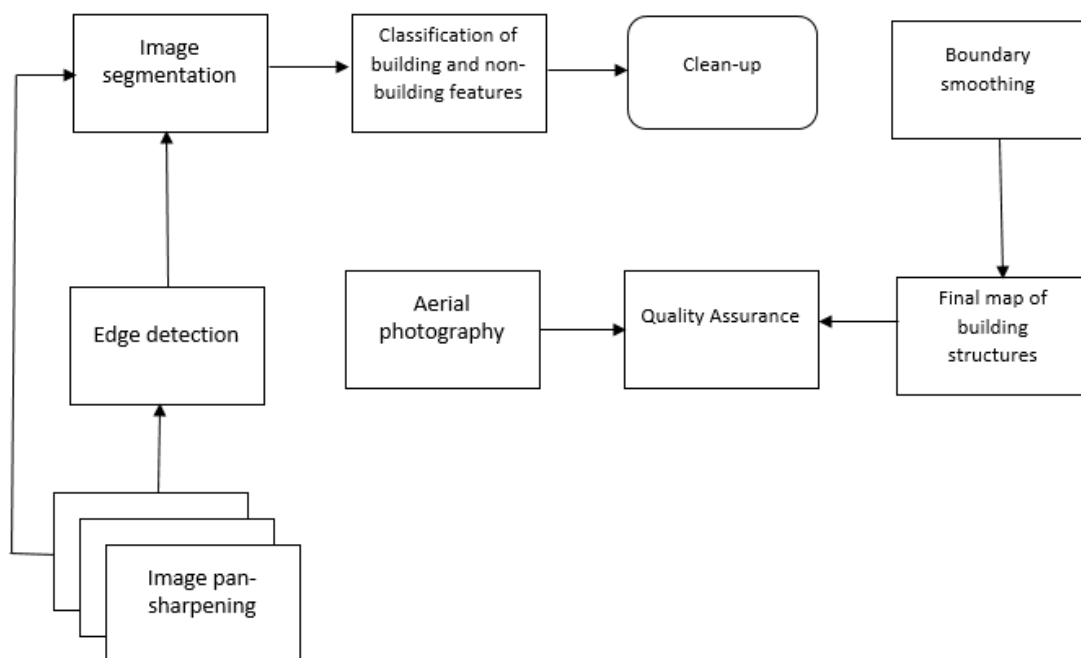 Image
segmentation
Classification of
building and non-
building features
Clean-up
Boundary
smoothing
Edge detection
Aerial
photography
Quality Assurance
Final map of
building
structures
Image pan-
sharpening